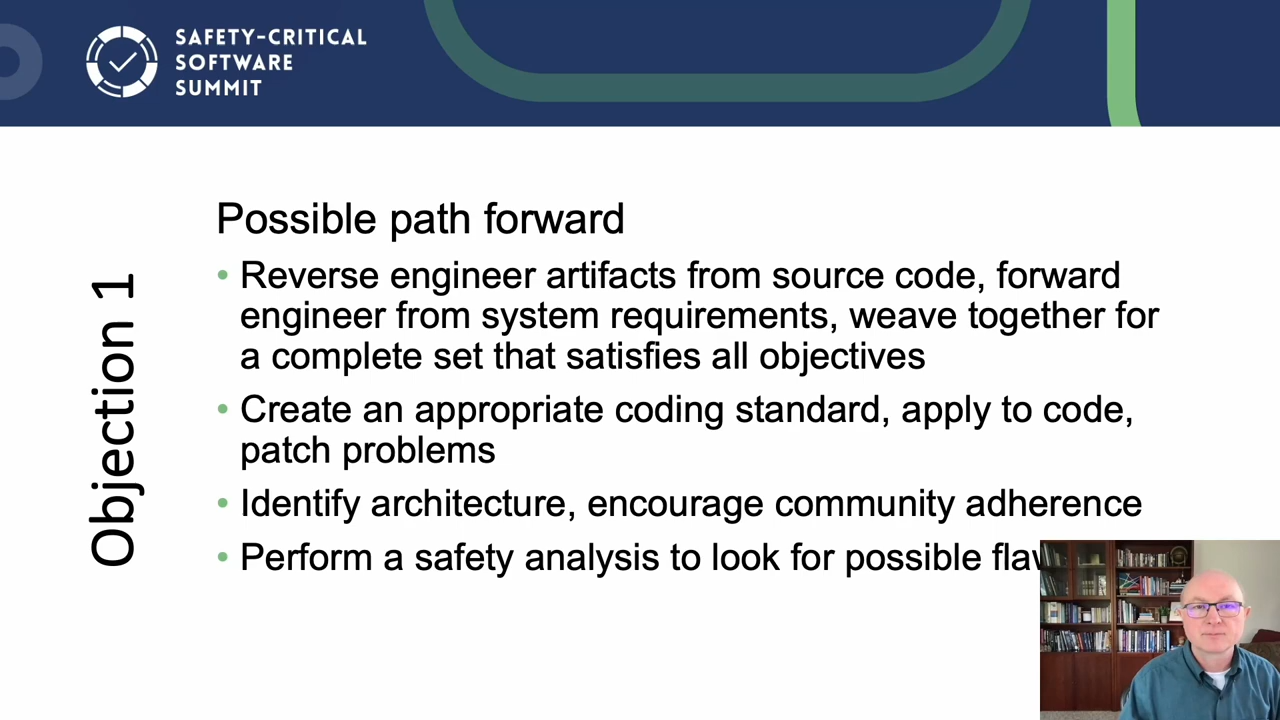 SAFETY-CRITICAL
SOFTWARE
SUMMIT
Objection 1
Possible path forward
• Reverse engineer artifacts from source code, forward
engineer from system requirements, weave together for
a complete set that satisfies all objectives
• Create an appropriate coding standard, apply to code,
patch problems
• Identify architecture, encourage community adherence
• Perform a safety analysis to look for possible